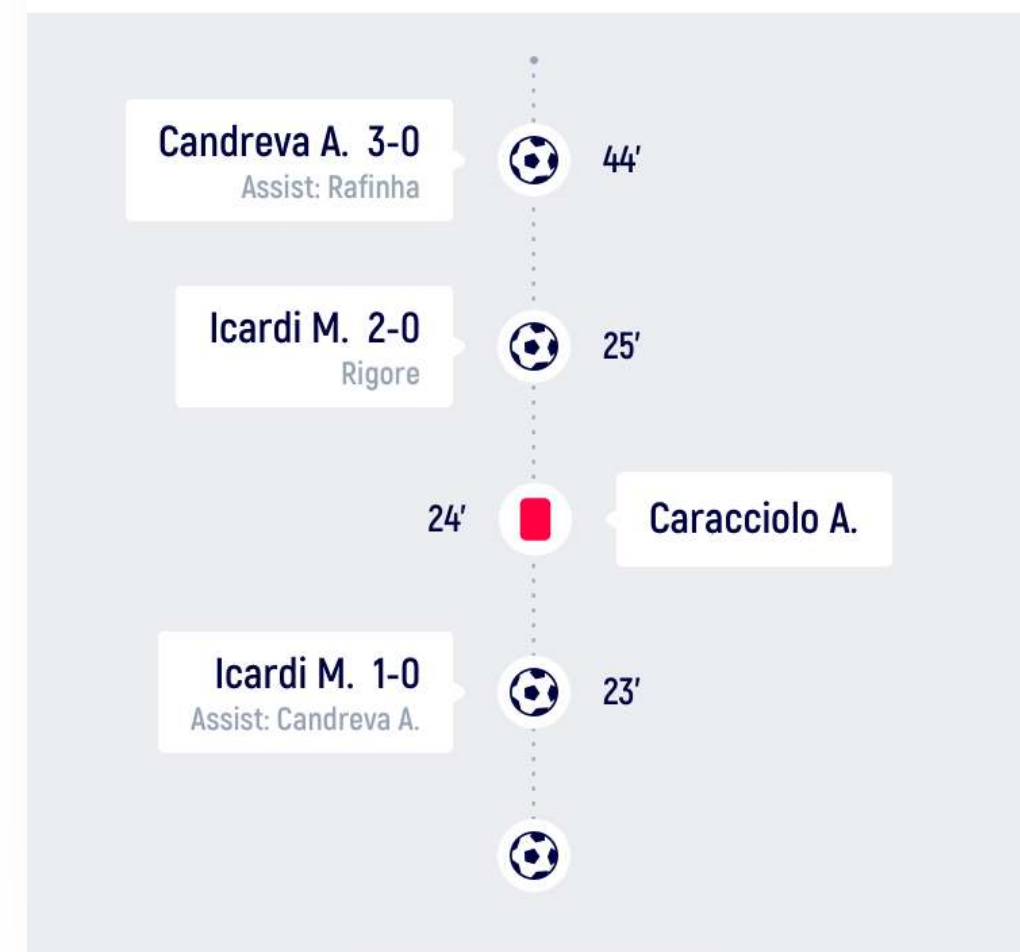 Candreva A. 3-0
Assist: Rafinha
44'
Icardi M. 2-0
Rigore
25'
24'
Caracciolo A.
Icardi M. 1-0
Assist: Candreva A.
23'